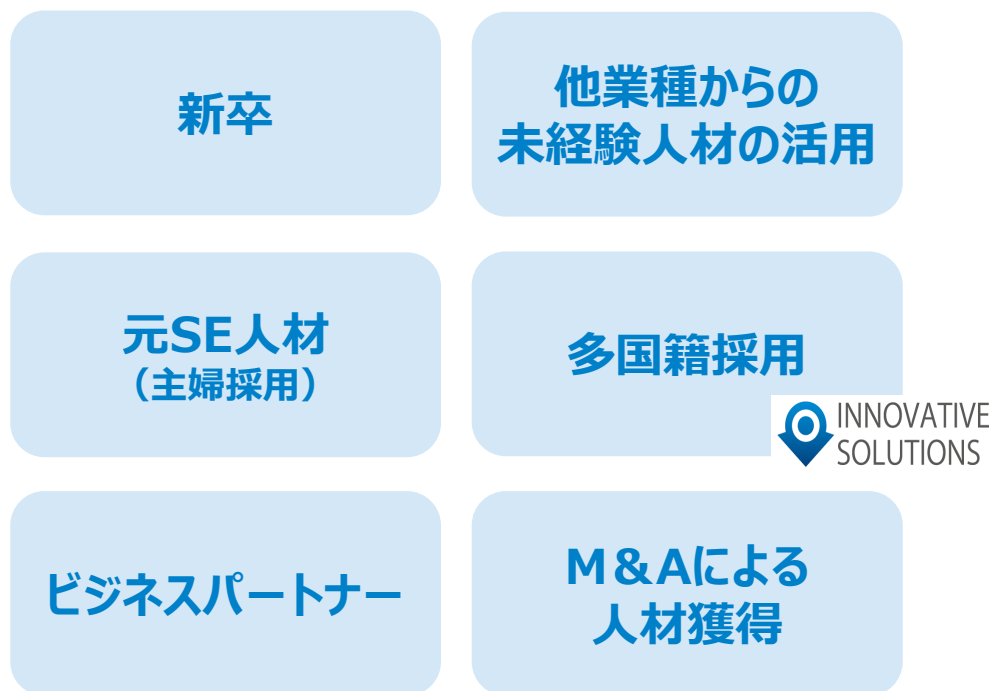 新卒
他業種からの
未経験人材の活用
元SE人材
（主婦採用）
多国籍採用
INNOVATIVE
SOLUTIONS
ビジネスパートナー
M&Aによる
人材獲得